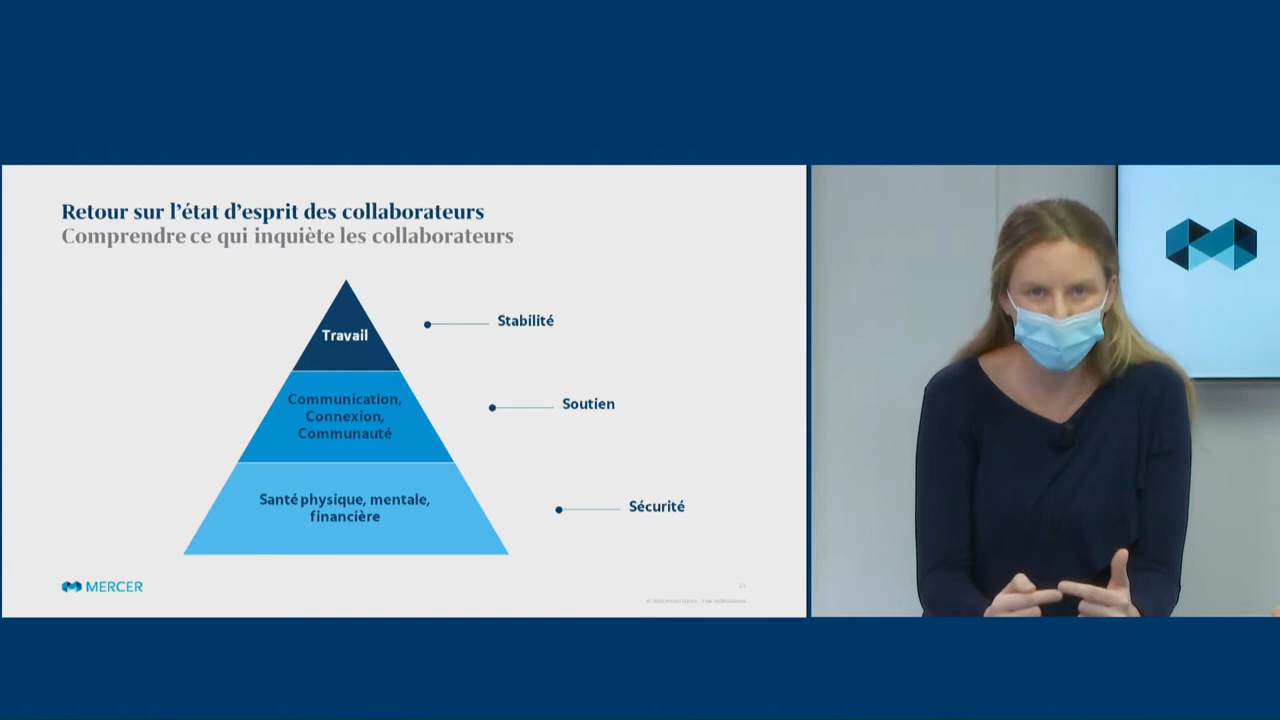 Retour sur l’état d’esprit des collaborateurs
Comprendre ce qui inquiète les collaborateurs
Travail
Stabilité
Communication,
Connexion,
Communauté
Soutien
Santé physique, mentale,
financière
Sécurité
MERCER